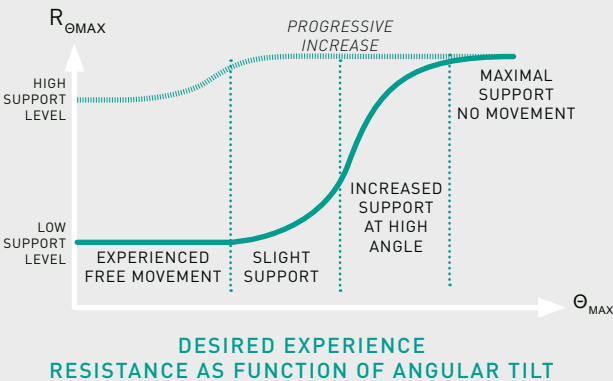 RΘMAX
PROGRESSIVE
INCREASE
HIGH
SUPPORT
LEVEL
MAXIMAL
SUPPORT
NO MOVEMENT
INCREASED
SUPPORT
AT HIGH
ANGLE
LOW
SUPPORT
LEVEL
EXPERIENCED
FREE MOVEMENT
SLIGHT
SUPPORT
ΘMAX
DESIRED EXPERIENCE
RESISTANCE AS FUNCTION OF ANGULAR TILT